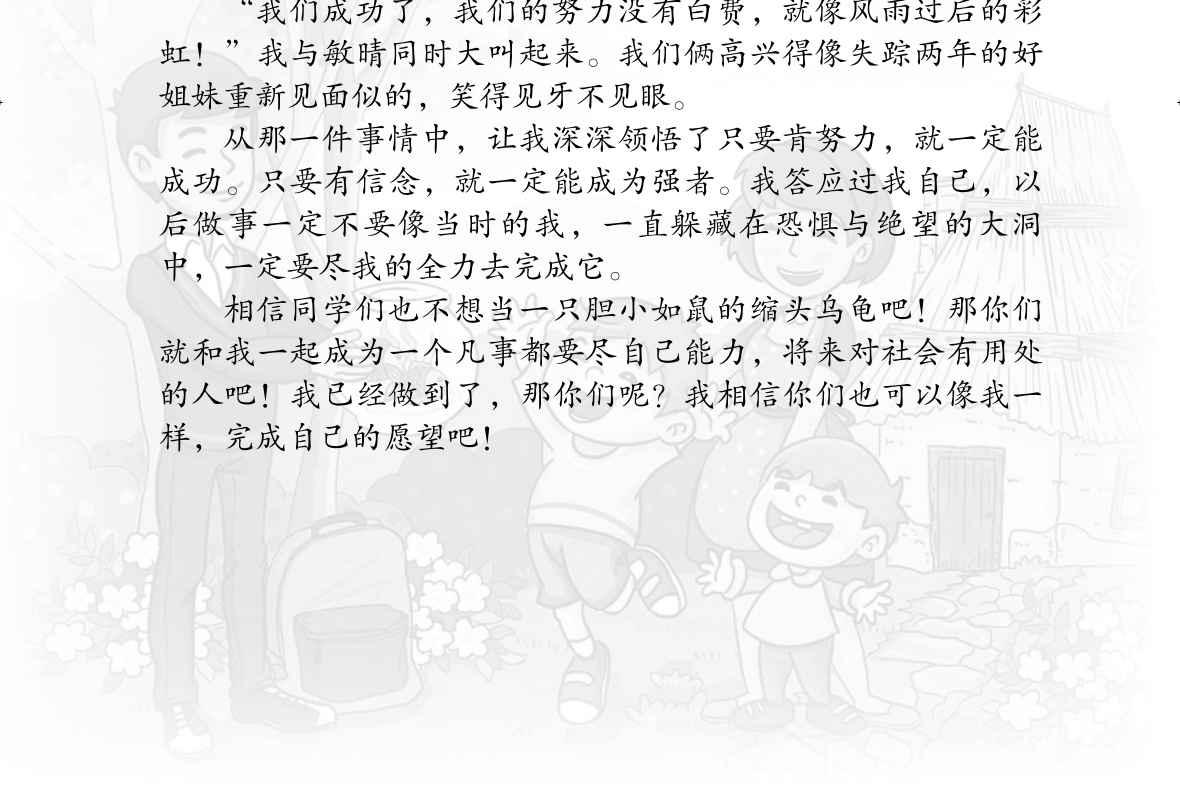 “我们成功了，我们的努力没有白费，就像风雨过后的彩
虹！”我与敏晴同时大叫起来。我们俩高兴得像失踪两年的好
姐妹重新见面似的，笑得见牙不见眼。
从那一件事情中，让我深深领悟了只要肯努力，就一定能
成功。只要有信念，就一定能成为强者。我答应过我自己，以
后做事一定不要像当时的我，一直躲藏在恐惧与绝望的大洞
中，一定要尽我的全力去完成它。
相信同学们也不想当一只胆小如鼠的缩头乌龟吧！那你们
就和我一起成为一个凡事都要尽自己能力，将来对社会有用处
的人吧！我已经做到了，那你们呢？我相信你们也可以像我一
样，完成自己的愿望吧！